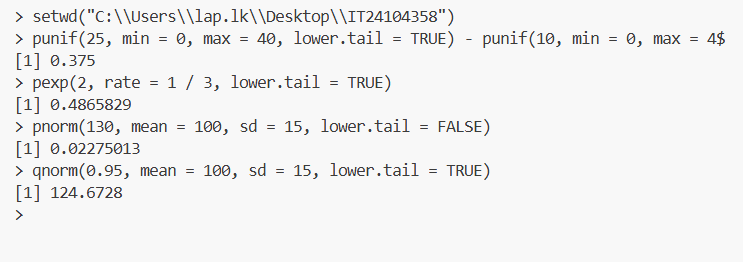 > setwd("C:\\Users\\lap.lk\\Desktop\\IT24104358")
> punif(25, min = 0, max = 40, lower.tail = TRUE) - punif(10, min = 0, max = 4$
[1] 0.375
> pexp(2, rate = 1 / 3, lower.tail = TRUE)
[1] 0.4865829
> pnorm(130, mean = 100, sd = 15, lower.tail = FALSE)
[1] 0.02275013
> qnorm(0.95, mean = 100, sd = 15, lower.tail = TRUE)
[1] 124.6728
>